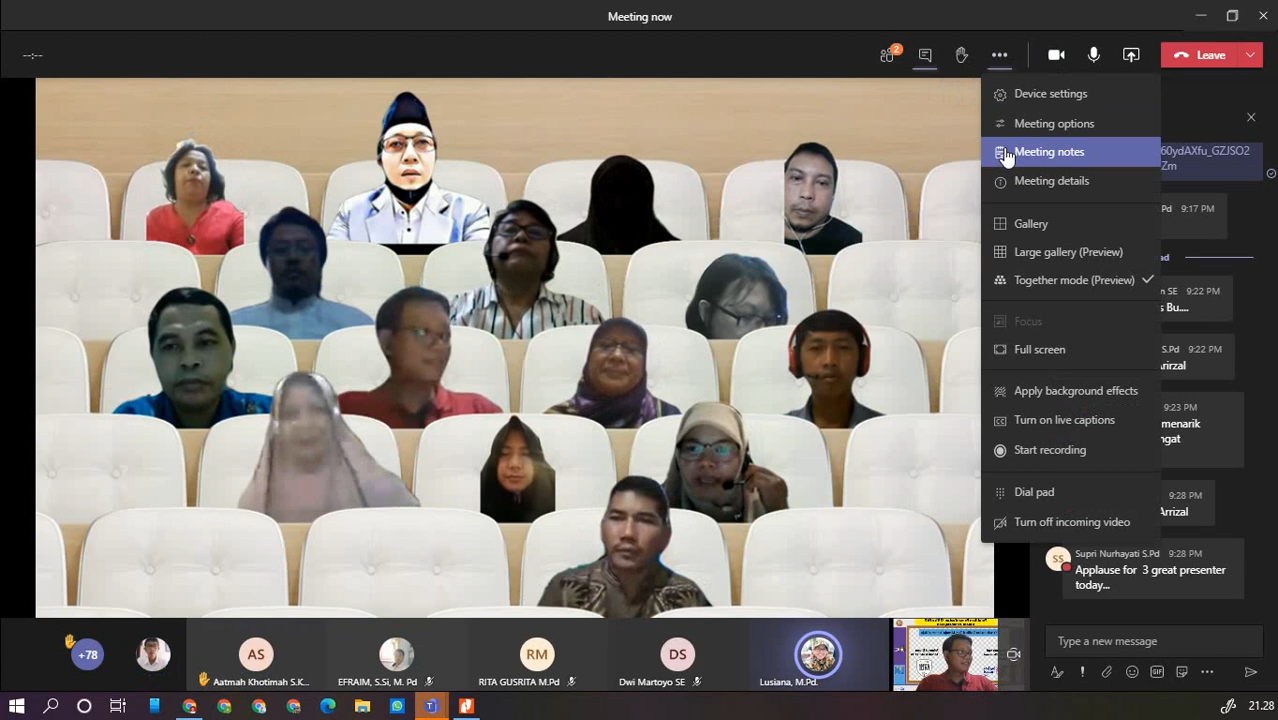 Meeting now
--:--
2
Leave
Device settings
Meeting options
Meeting notes
Meeting details
Gallery
Large gallery (Preview)
Together mode (Preview)
Focus
Full screen
Apply background effects
Turn on live captions
Start recording
Dial pad
Turn off incoming video
60ydAXfu_GZJSO2
Zm
Pd 9:17 PM
ad
n SE 9:22 PM
s Bu....
S.Pd 9:22 PM
Arirzal
9:23 PM
menarik
ngat
9:28 PM
Arrizal
SS
Supri Nurhayati S.Pd 9:28 PM
Applause for 3 great presenter
today...
Type a new message
+78
AS
Aatmah Khotimah S.K...
EFRAIM, S.Si, M. Pd
RM
RITA GUSRITA M.Pd
DS
Dwi Martoyo SE
Lusiana, M.Pd.
GIF
21.28